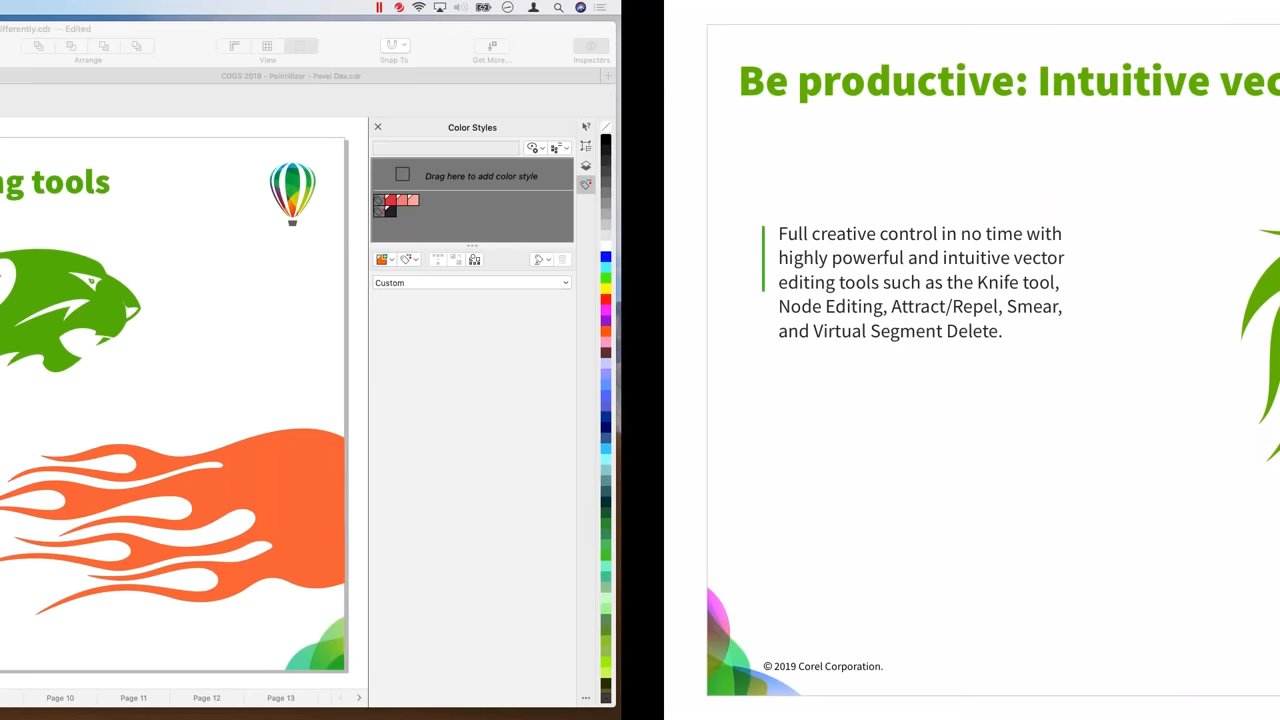 ifferently.cdr — Edited
Arrange
View
Snap To
Get More...
Inspectors
COGS 2019 - Pointillizer - Pavel Dax.cdr
ng tools
Color Styles
Drag here to add color style
Custom
Page 10
Page 11
Page 12
Page 13
Be productive: Intuitive vec
Full creative control in no time with
highly powerful and intuitive vector
editing tools such as the Knife tool,
Node Editing, Attract/Repel, Smear,
and Virtual Segment Delete.
© 2019 Corel Corporation.